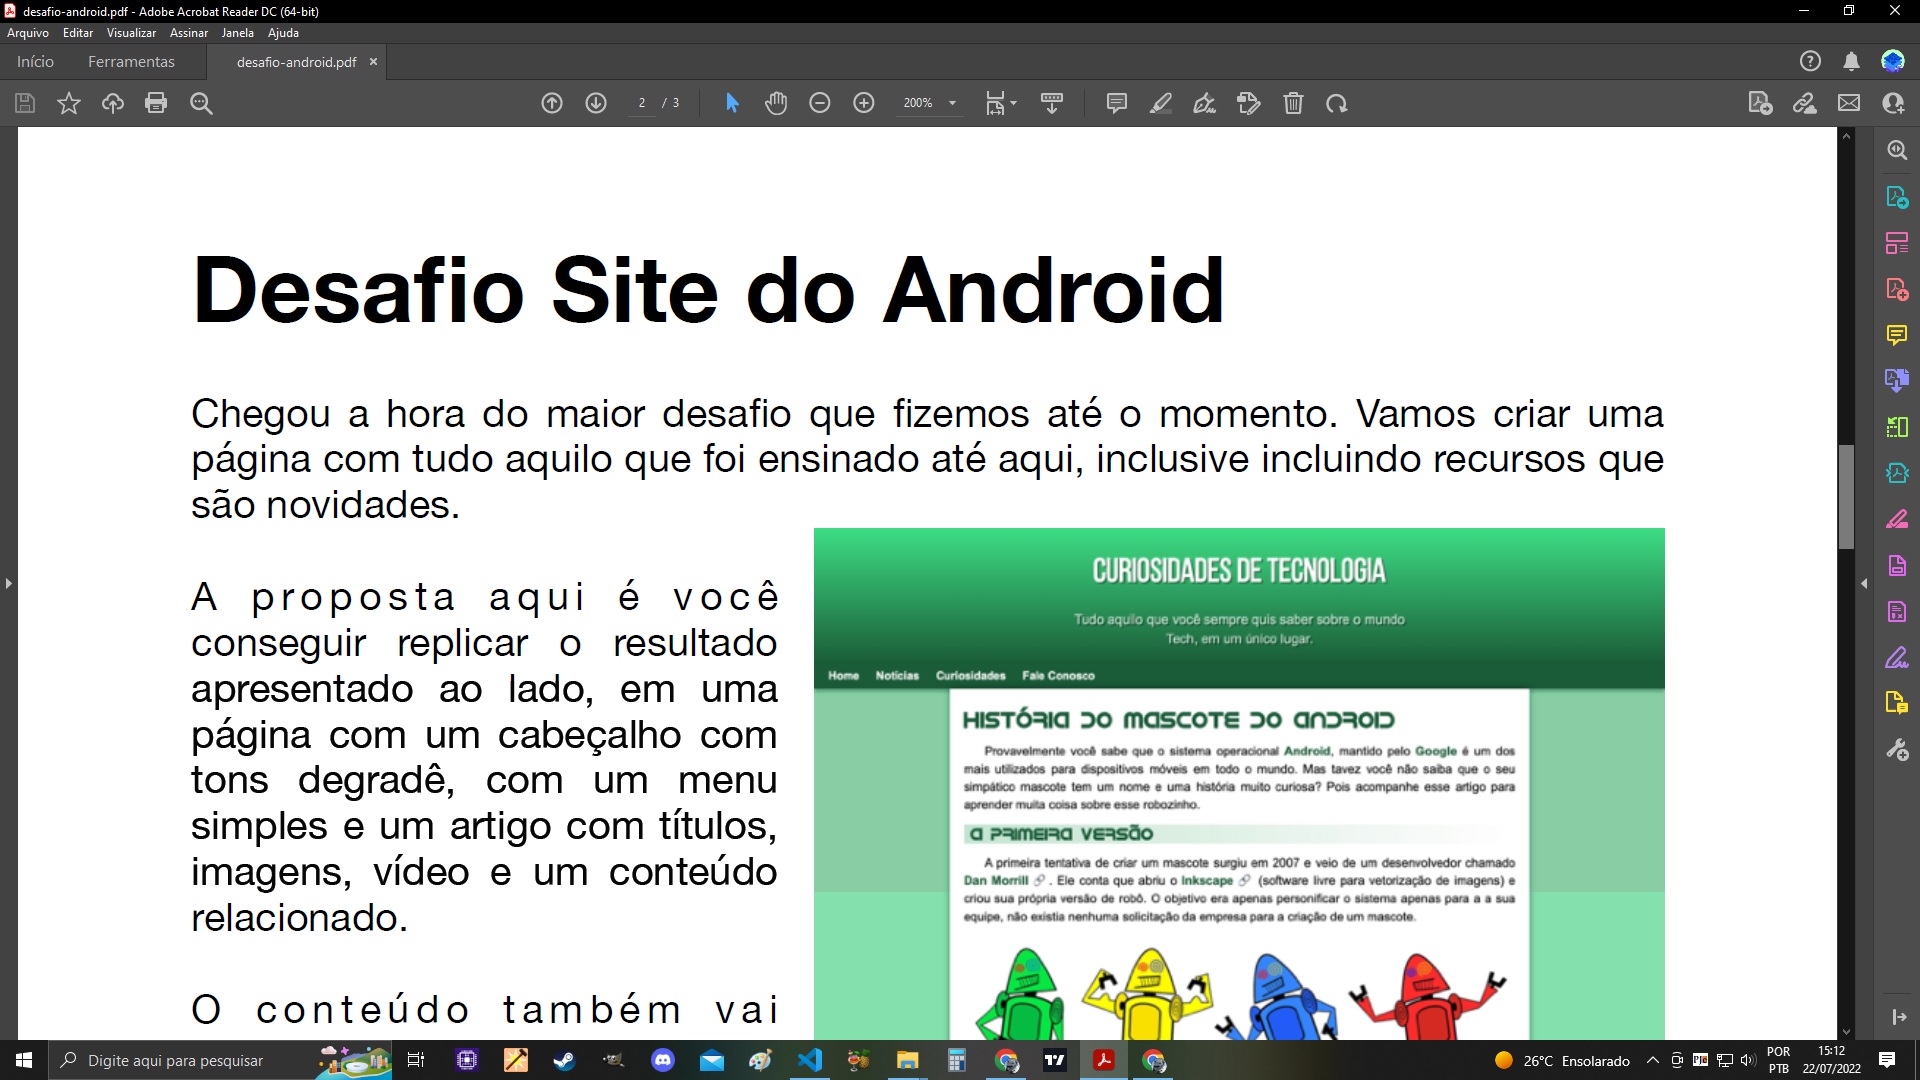 desafio-android.pdf - Adobe Acrobat Reader DC (64-bit)
Arquivo Editar Visualizar Assinar Janela Ajuda
Início Ferramentas desafio-android.pdf
2 / 3 200%
Desafio Site do Android
Chegou a hora do maior desafio que fizemos até o momento. Vamos criar uma
página com tudo aquilo que foi ensinado até aqui, inclusive incluindo recursos que
são novidades.
A proposta aqui é você
conseguir replicar o resultado
apresentado ao lado, em uma
página com um cabeçalho com
tons degradê, com um menu
simples e um artigo com títulos,
imagens, vídeo e um conteúdo
relacionado.
O conteúdo também vai
CURIOSIDADES DE TECNOLOGIA
Tudo aquilo que você sempre quis saber sobre o mundo
Tech, em um único lugar.
Home Notícias Curiosidades Fale Conosco
HISTÓRIA DO MASCOTE DO ANDROID
Provavelmente você sabe que o sistema operacional Android, mantido pelo Google é um dos
mais utilizados para dispositivos móveis em todo o mundo. Mas tavez você não saiba que o seu
simpático mascote tem um nome e uma história muito curiosa? Pois acompanhe esse artigo para
aprender muita coisa sobre esse robozinho.
A PRIMEIRA VERSÃO
A primeira tentativa de criar um mascote surgiu em 2007 e veio de um desenvolvedor chamado
Dan Morrill . Ele conta que abriu o Inkscape (software livre para vetorização de imagens) e
criou sua própria versão de robô. O objetivo era apenas personificar o sistema apenas para a a sua
equipe, não existia nenhuma solicitação da empresa para a criação de um mascote.
Digite aqui para pesquisar
26°C Ensolarado
POR
PTB
15:12
22/07/2022